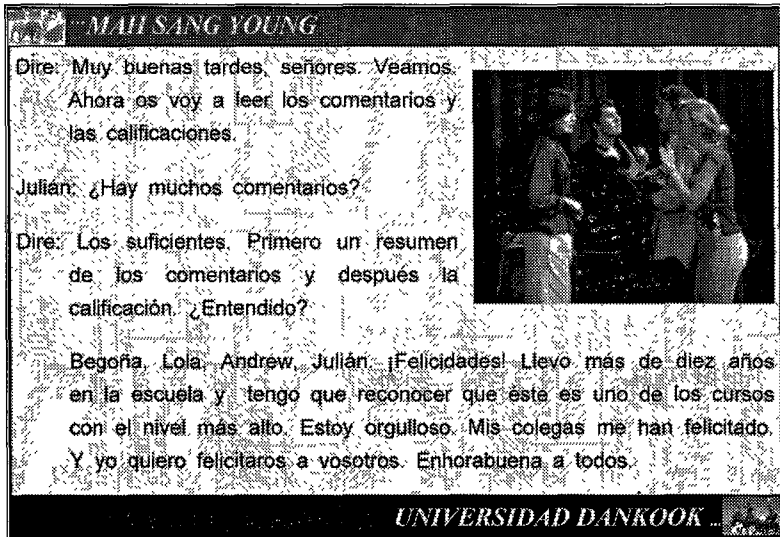 ... MAH SANG YOUNG
Dire: Muy buenas tardes, señores. Veamos.
Ahora os voy a leer los comentarios y
las calificaciones.
Julián: ¿Hay muchos comentarios?
Dire: Los suficientes. Primero un resumen
de los comentarios y después la
calificación. ¿Entendido?
Begoña, Lola, Andrew, Julián: ¡Felicidades! Llevo más de diez años
en la escuela y tengo que reconocer que éste es uno de los cursos
con el nivel más alto. Estoy orgulloso. Mis colegas me han felicitado.
Y yo quiero felicitaros a vosotros. Enhorabuena a todos.
UNIVERSIDAD DANKOOK ...